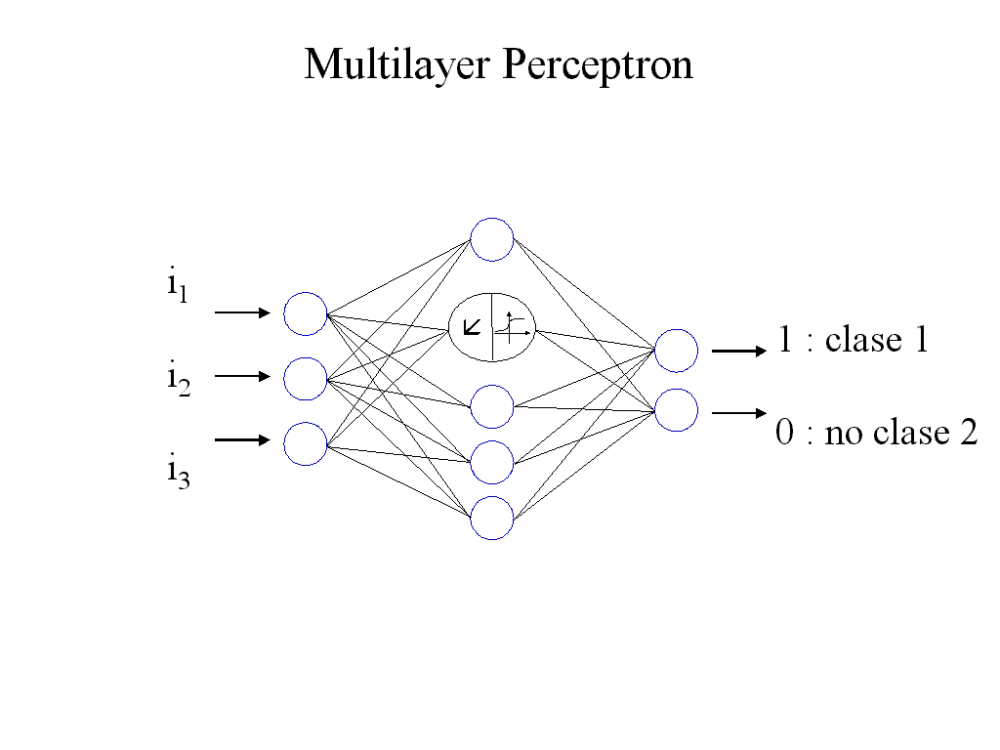 Multilayer Perceptron
i1
i2
i3
1 : clase 1
0 : no clase 2